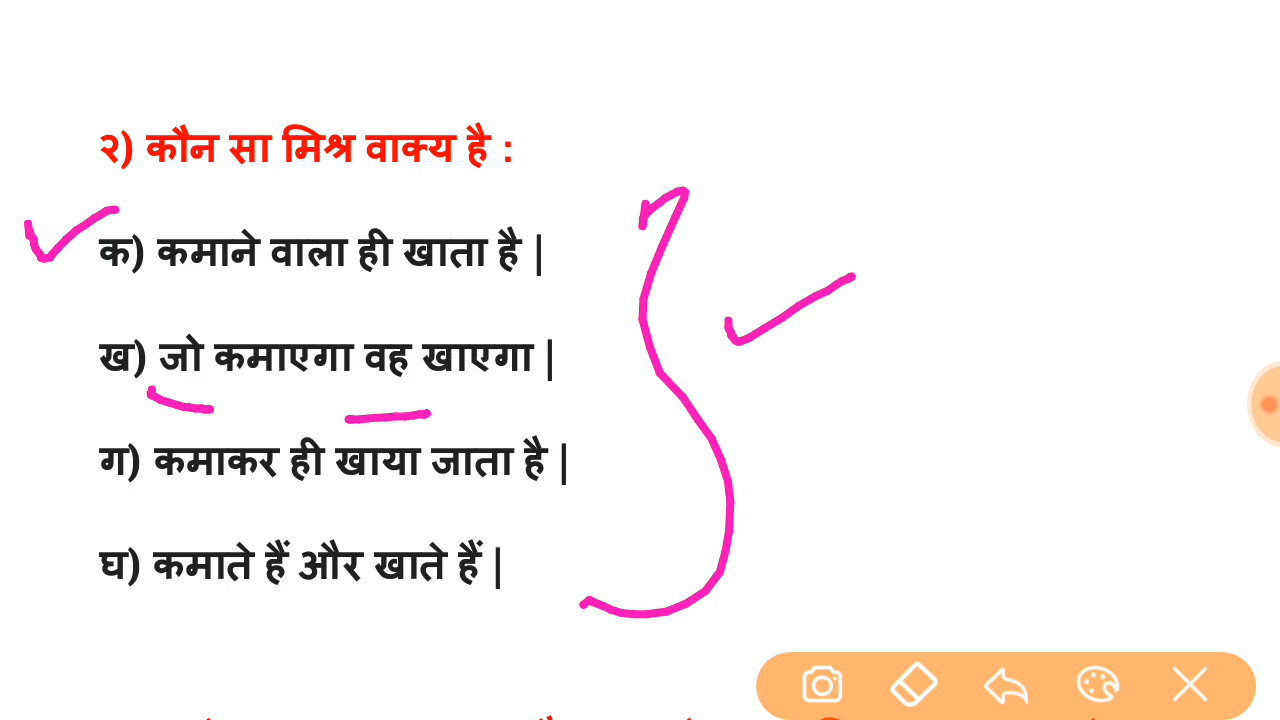 २) कौन सा मिश्र वाक्य है :
क) कमाने वाला ही खाता है |
ख) जो कमाएगा वह खाएगा |
ग) कमाकर ही खाया जाता है |
घ) कमाते हैं और खाते हैं |